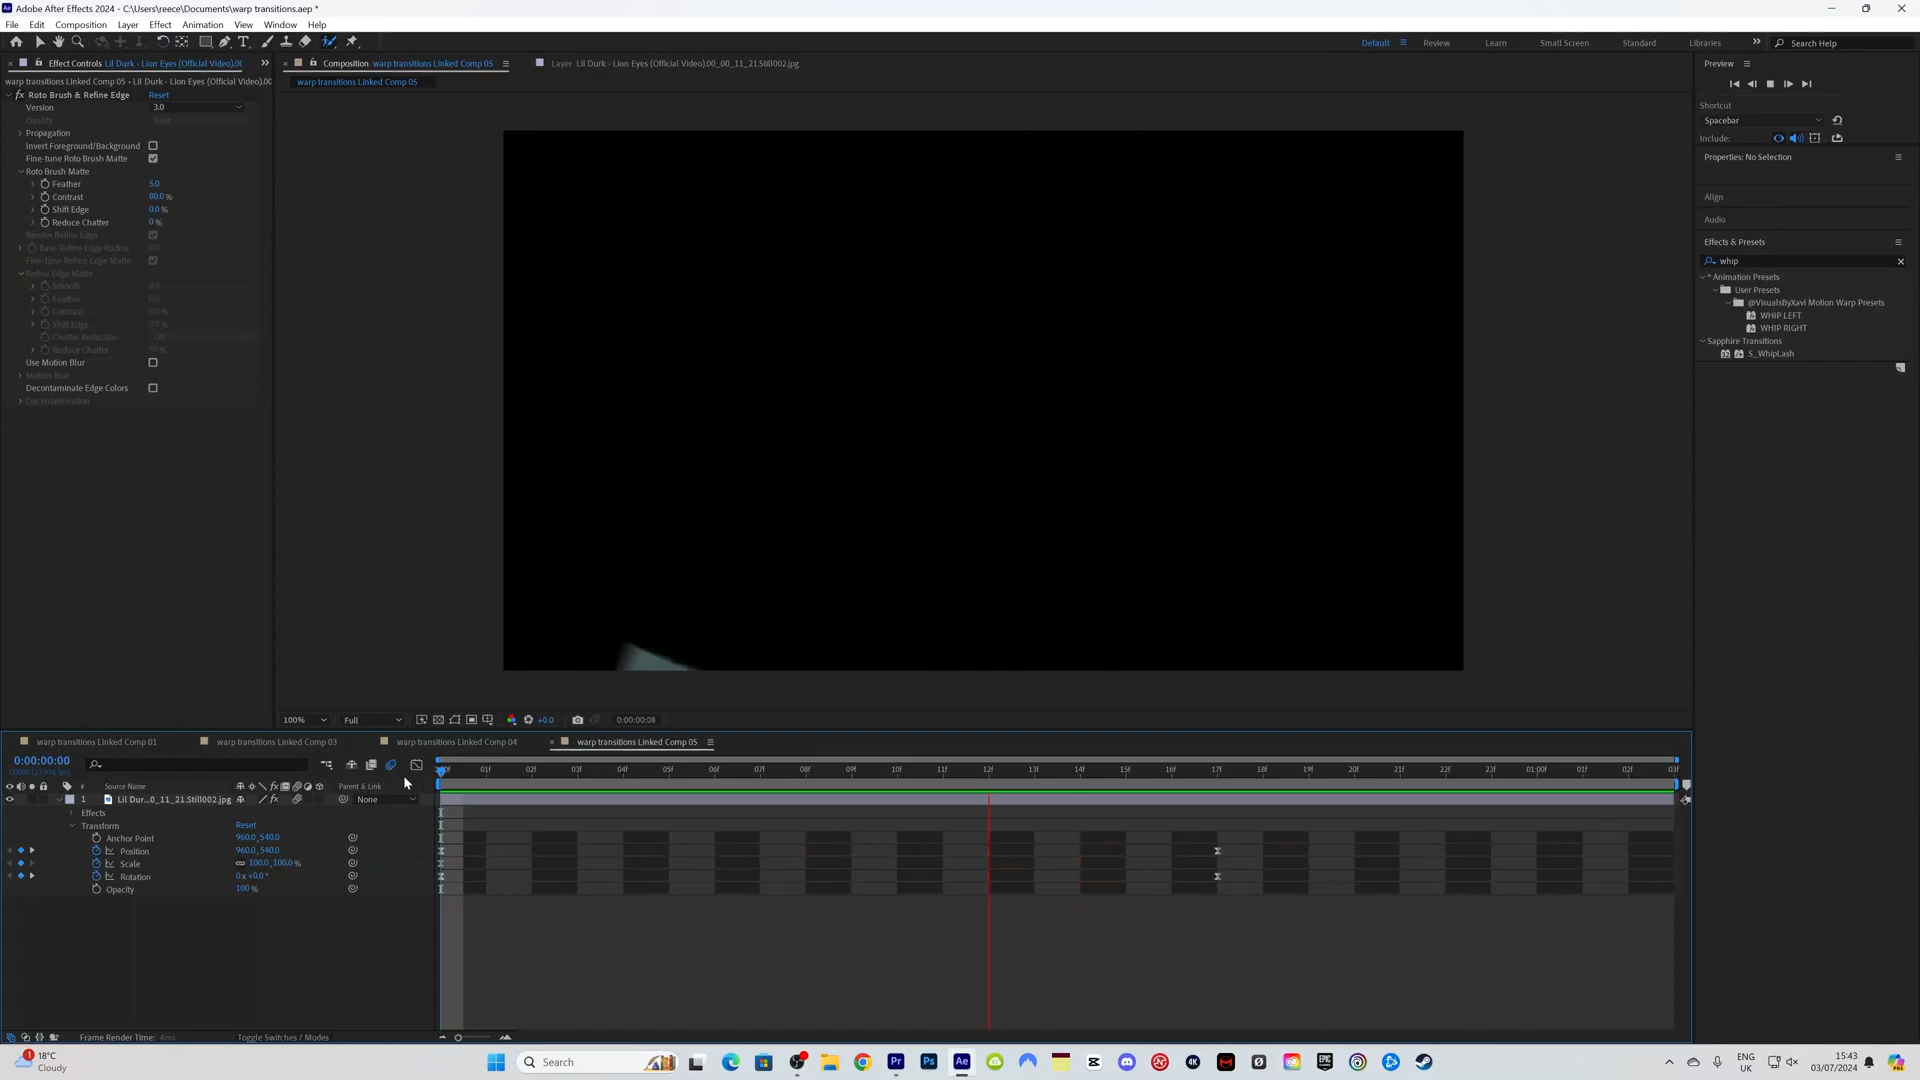 Adobe After Effects 2024 - C:\Users\reece\Documents\warp transitions.aep *
File Edit Composition Layer Effect Animation View Window Help
Default Review Learn Small Screen Standard Libraries Search Help
Effect Controls Lil Durk - Lion Eyes (Official Video).0(
warp transitions Linked Comp 05 • Lil Durk - Lion Eyes (Official Video).00
fx Roto Brush & Refine Edge Reset
Version 3.0
Quality Best
Propagation
Invert Foreground/Background
Fine-tune Roto Brush Matte
Roto Brush Matte
Feather 5.0
Contrast 80.0 %
Shift Edge 0.0 %
Reduce Chatter 0 %
Render Refine Edge
Base Refine Edge Radius 0.0
Fine-tune Refine Edge Matte
Refine Edge Matte
Smooth 0.0
Feather 0.0
Contrast 0.0 %
Shift Edge 0.0 %
Chatter Reduction Off
Reduce Chatter 50 %
Use Motion Blur
Motion Blur
Decontaminate Edge Colors
Decontamination
Composition warp transitions Linked Comp 05
Layer Lil Durk - Lion Eyes (Official Video).00_00_11_21.Still002.jpg
warp transitions Linked Comp 05
100% Full +0.0 0:00:00:08
Preview
Shortcut
Spacebar
Include:
Properties: No Selection
Align
Audio
Effects & Presets
whip
* Animation Presets
User Presets
@VisualsByXavi Motion Warp Presets
WHIP LEFT
WHIP RIGHT
Sapphire Transitions
S_WhipLash
warp transitions Linked Comp 01 warp transitions Linked Comp 03 warp transitions Linked Comp 04 warp transitions Linked Comp 05
0:00:00:00
01f 02f 03f 04f 05f 06f 07f 08f 09f 10f 11f 12f 13f 14f 15f 16f 17f 18f 19f 20f 21f 22f 23f 01:00f 01f 02f 03f
# Source Name Parent & Link
1 Lil Dur...0_11_21.Still002.jpg None
Effects
Transform Reset
Anchor Point 960.0,540.0
Position 960.0,540.0
Scale 100.0,100.0 %
Rotation 0x+0.0°
Opacity 100 %
Frame Render Time: 4ms Toggle Switches / Modes
1 18°C
Cloudy
Search
Pr Ps Ae 4K
ENG
UK
15:43
03/07/2024